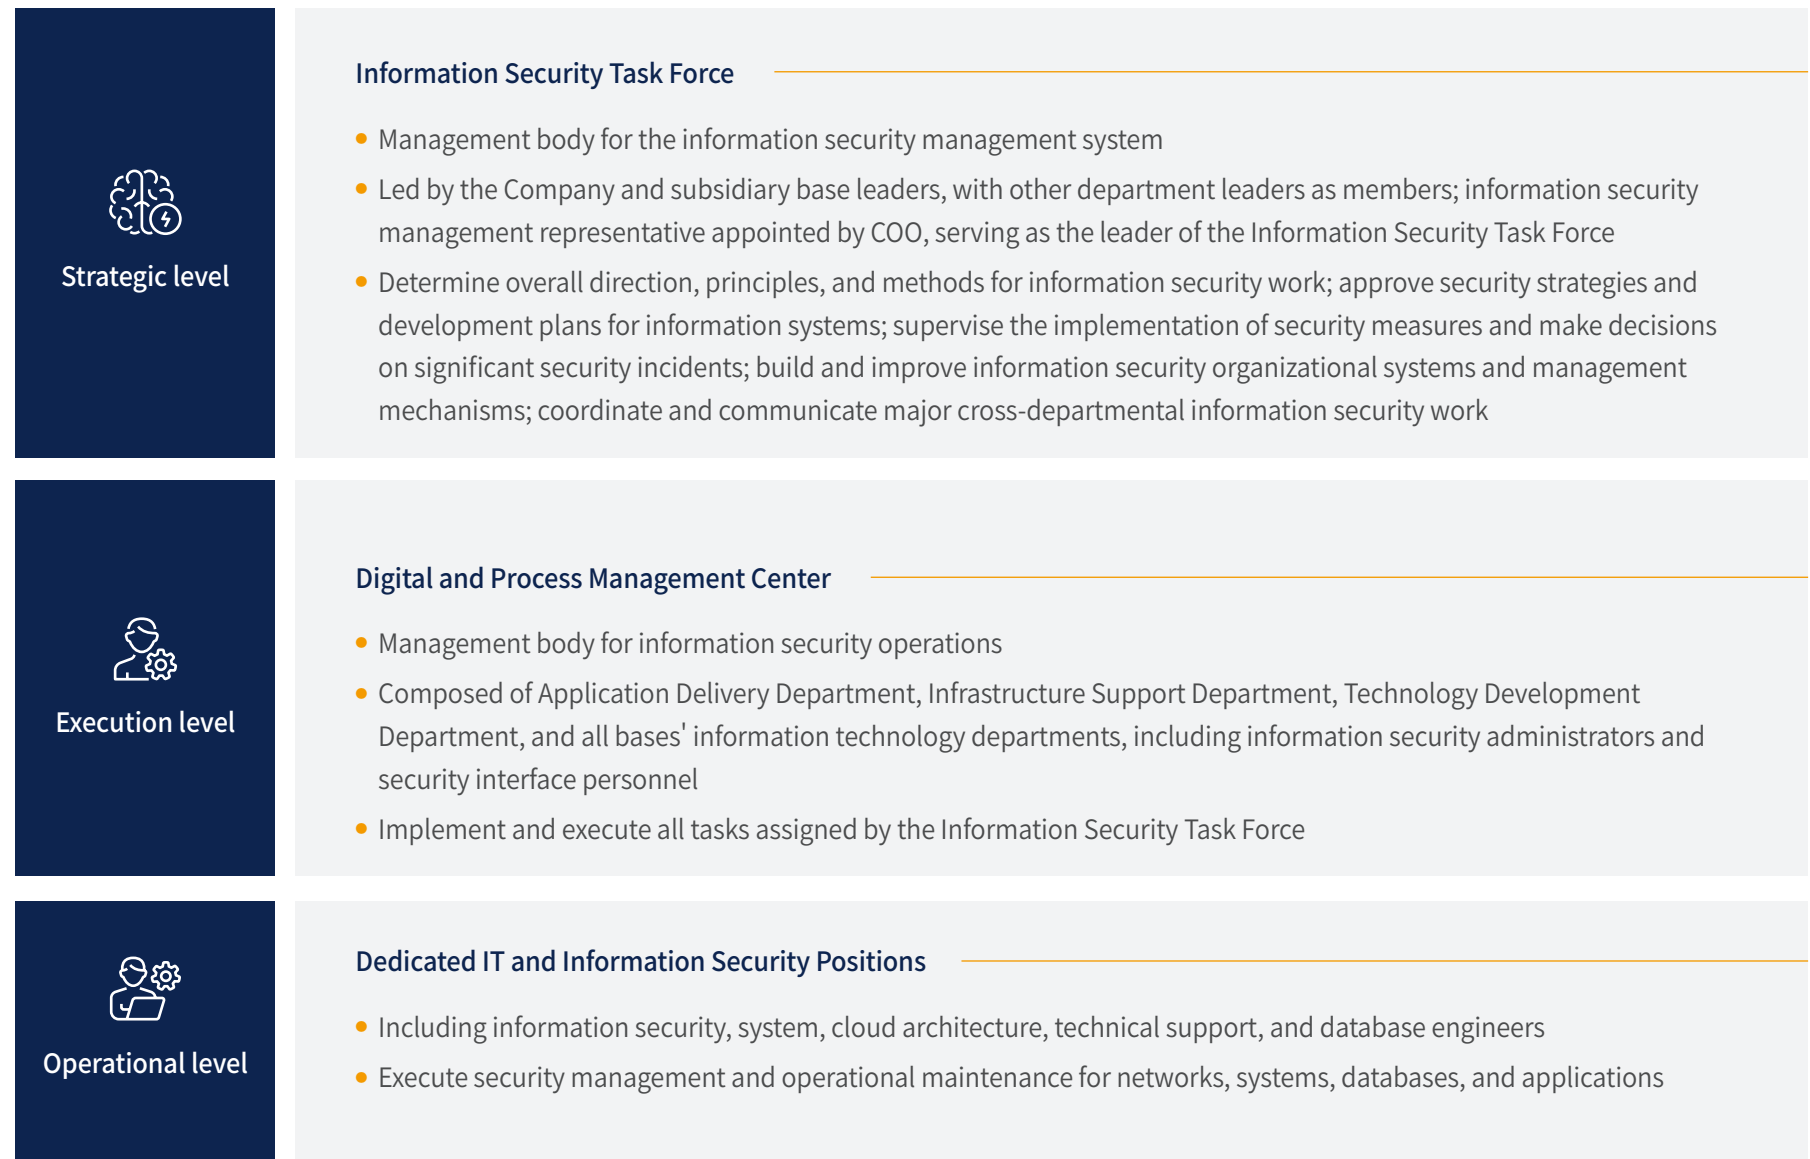 Strategic level
Information Security Task Force
• Management body for the information security management system
• Led by the Company and subsidiary base leaders, with other department leaders as members; information security
management representative appointed by COO, serving as the leader of the Information Security Task Force
• Determine overall direction, principles, and methods for information security work; approve security strategies and
development plans for information systems; supervise the implementation of security measures and make decisions
on significant security incidents; build and improve information security organizational systems and management
mechanisms; coordinate and communicate major cross-departmental information security work
Execution level
Digital and Process Management Center
• Management body for information security operations
• Composed of Application Delivery Department, Infrastructure Support Department, Technology Development
Department, and all bases' information technology departments, including information security administrators and
security interface personnel
• Implement and execute all tasks assigned by the Information Security Task Force
Operational level
Dedicated IT and Information Security Positions
• Including information security, system, cloud architecture, technical support, and database engineers
• Execute security management and operational maintenance for networks, systems, databases, and applications